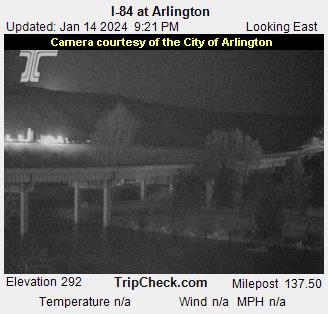 I-84 at Arlington
Updated: Jan 14 2024 9:21 PM Looking East
Camera courtesy of the City of Arlington
Elevation 292 TripCheck.com Milepost 137.50
Temperature n/a Wind n/a MPH n/a